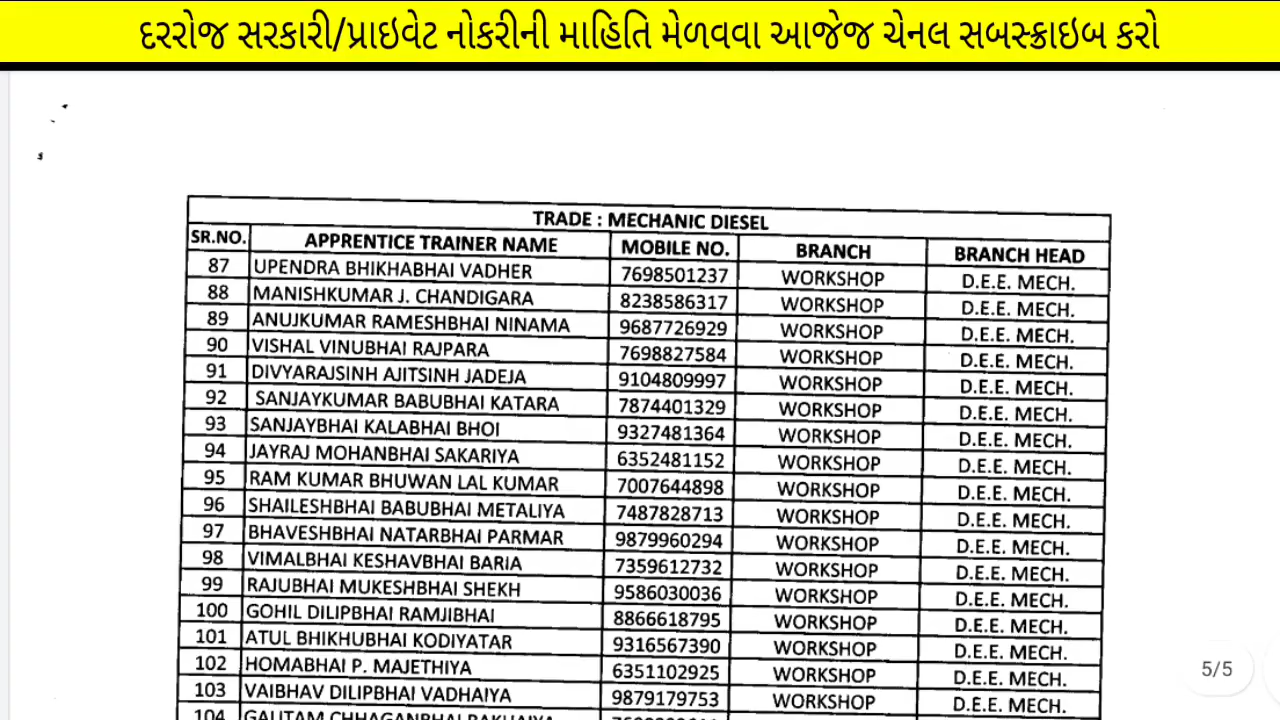 દરરોજ સરકારી/પ્રાઇવેટ નોકરીની માહિતિ મેળવવા આજેજ ચેનલ સબસ્ક્રાઇબ કરો
TRADE : MECHANIC DIESEL
SR.NO. APPRENTICE TRAINER NAME MOBILE NO. BRANCH BRANCH HEAD
87 UPENDRA BHIKHABHAI VADHER 7698501237 WORKSHOP D.E.E. MECH.
88 MANISHKUMAR J. CHANDIGARA 8238586317 WORKSHOP D.E.E. MECH.
89 ANUJKUMAR RAMESHBHAI NINAMA 9687726929 WORKSHOP D.E.E. MECH.
90 VISHAL VINUBHAI RAJPARA 7698827584 WORKSHOP D.E.E. MECH.
91 DIVYARAJSINH AJITSINH JADEJA 9104809997 WORKSHOP D.E.E. MECH.
92 SANJAYKUMAR BABUBHAI KATARA 7874401329 WORKSHOP D.E.E. MECH.
93 SANJAYBHAI KALABHAI BHOI 9327481364 WORKSHOP D.E.E. MECH.
94 JAYRAJ MOHANBHAI SAKARIYA 6352481152 WORKSHOP D.E.E. MECH.
95 RAM KUMAR BHUWAN LAL KUMAR 7007644898 WORKSHOP D.E.E. MECH.
96 SHAILESHBHAI BABUBHAI METALIYA 7487828713 WORKSHOP D.E.E. MECH.
97 BHAVESHBHAI NATARBHAI PARMAR 9879960294 WORKSHOP D.E.E. MECH.
98 VIMALBHAI KESHAVBHAI BARIA 7359612732 WORKSHOP D.E.E. MECH.
99 RAJUBHAI MUKESHBHAI SHEKH 9586030036 WORKSHOP D.E.E. MECH.
100 GOHIL DILIPBHAI RAMJIBHAI 8866618795 WORKSHOP D.E.E. MECH.
101 ATUL BHIKHUBHAI KODIYATAR 9316567390 WORKSHOP D.E.E. MECH.
102 HOMABHAI P. MAJETHIYA 6351102925 WORKSHOP D.E.E. MECH.
103 VAIBHAV DILIPBHAI VADHAIYA 9879179753 WORKSHOP D.E.E. MECH.
104 GAUTAM CHHAGANBHAI
5/5